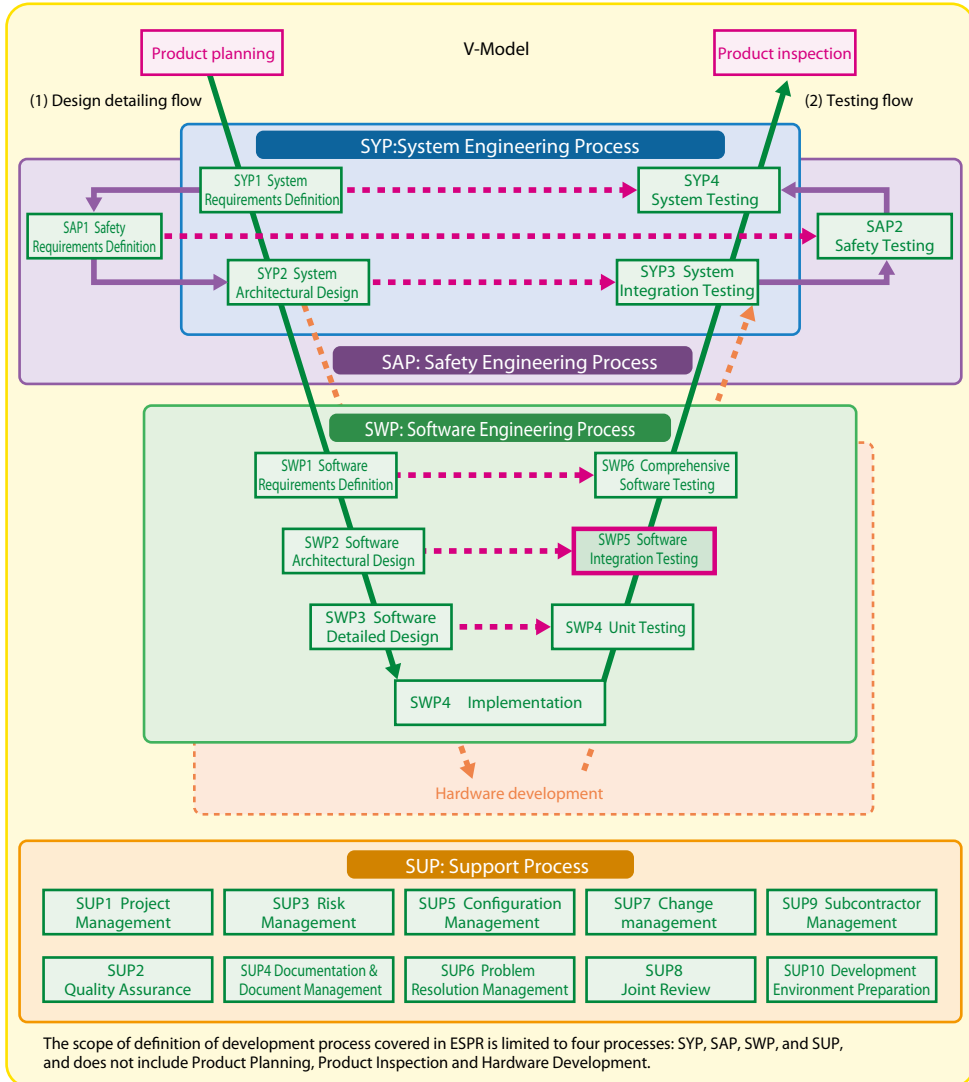 V-Model
Product planning
Product inspection
(1) Design detailing flow
(2) Testing flow
SYP:System Engineering Process
SYP1 System
Requirements Definition
SYP4
System Testing
SAP1 Safety
Requirements Definition
SAP2
Safety Testing
SYP2 System
Architectural Design
SYP3 System
Integration Testing
SAP: Safety Engineering Process
SWP: Software Engineering Process
SWP1 Software
Requirements Definition
SWP6 Comprehensive
Software Testing
SWP2 Software
Architectural Design
SWP5 Software
Integration Testing
SWP3 Software
Detailed Design
SWP4 Unit Testing
SWP4 Implementation
Hardware development
SUP: Support Process
SUP1 Project
Management
SUP3 Risk
Management
SUP5 Configuration
Management
SUP7 Change
management
SUP9 Subcontractor
Management
SUP2
Quality Assurance
SUP4 Documentation &
Document Management
SUP6 Problem
Resolution Management
SUP8
Joint Review
SUP10 Development
Environment Preparation
The scope of definition of development process covered in ESPR is limited to four processes: SYP, SAP, SWP, and SUP,
and does not include Product Planning, Product Inspection and Hardware Development.